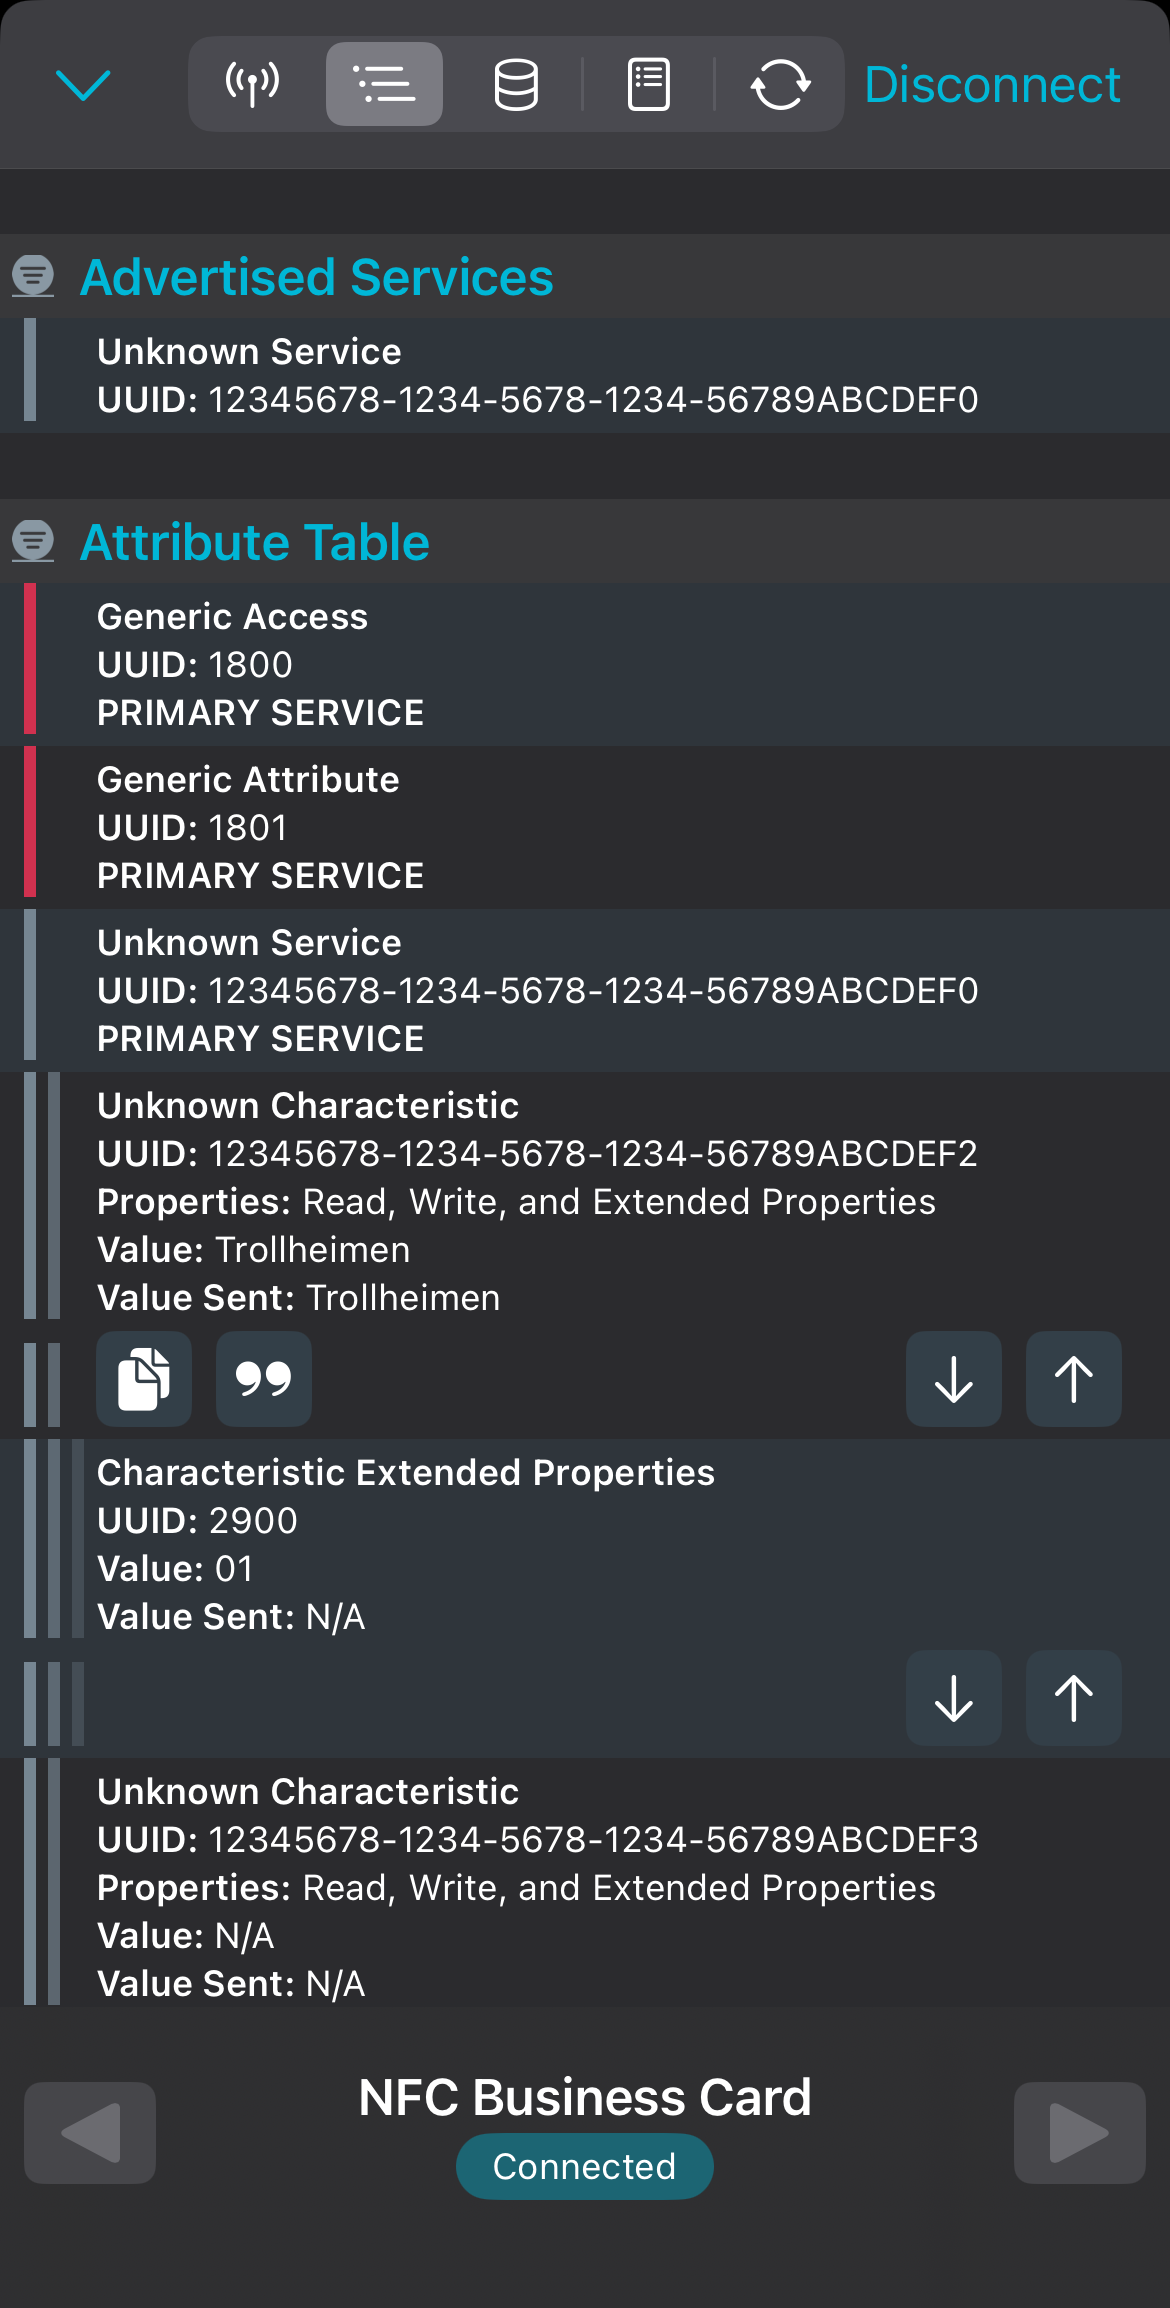 Disconnect
Advertised Services
Unknown Service
UUID: 12345678-1234-5678-1234-56789ABCDEF0
Attribute Table
Generic Access
UUID: 1800
PRIMARY SERVICE
Generic Attribute
UUID: 1801
PRIMARY SERVICE
Unknown Service
UUID: 12345678-1234-5678-1234-56789ABCDEF0
PRIMARY SERVICE
Unknown Characteristic
UUID: 12345678-1234-5678-1234-56789ABCDEF2
Properties: Read, Write, and Extended Properties
Value: Trollheimen
Value Sent: Trollheimen
Characteristic Extended Properties
UUID: 2900
Value: 01
Value Sent: N/A
Unknown Characteristic
UUID: 12345678-1234-5678-1234-56789ABCDEF3
Properties: Read, Write, and Extended Properties
Value: N/A
Value Sent: N/A
NFC Business Card
Connected